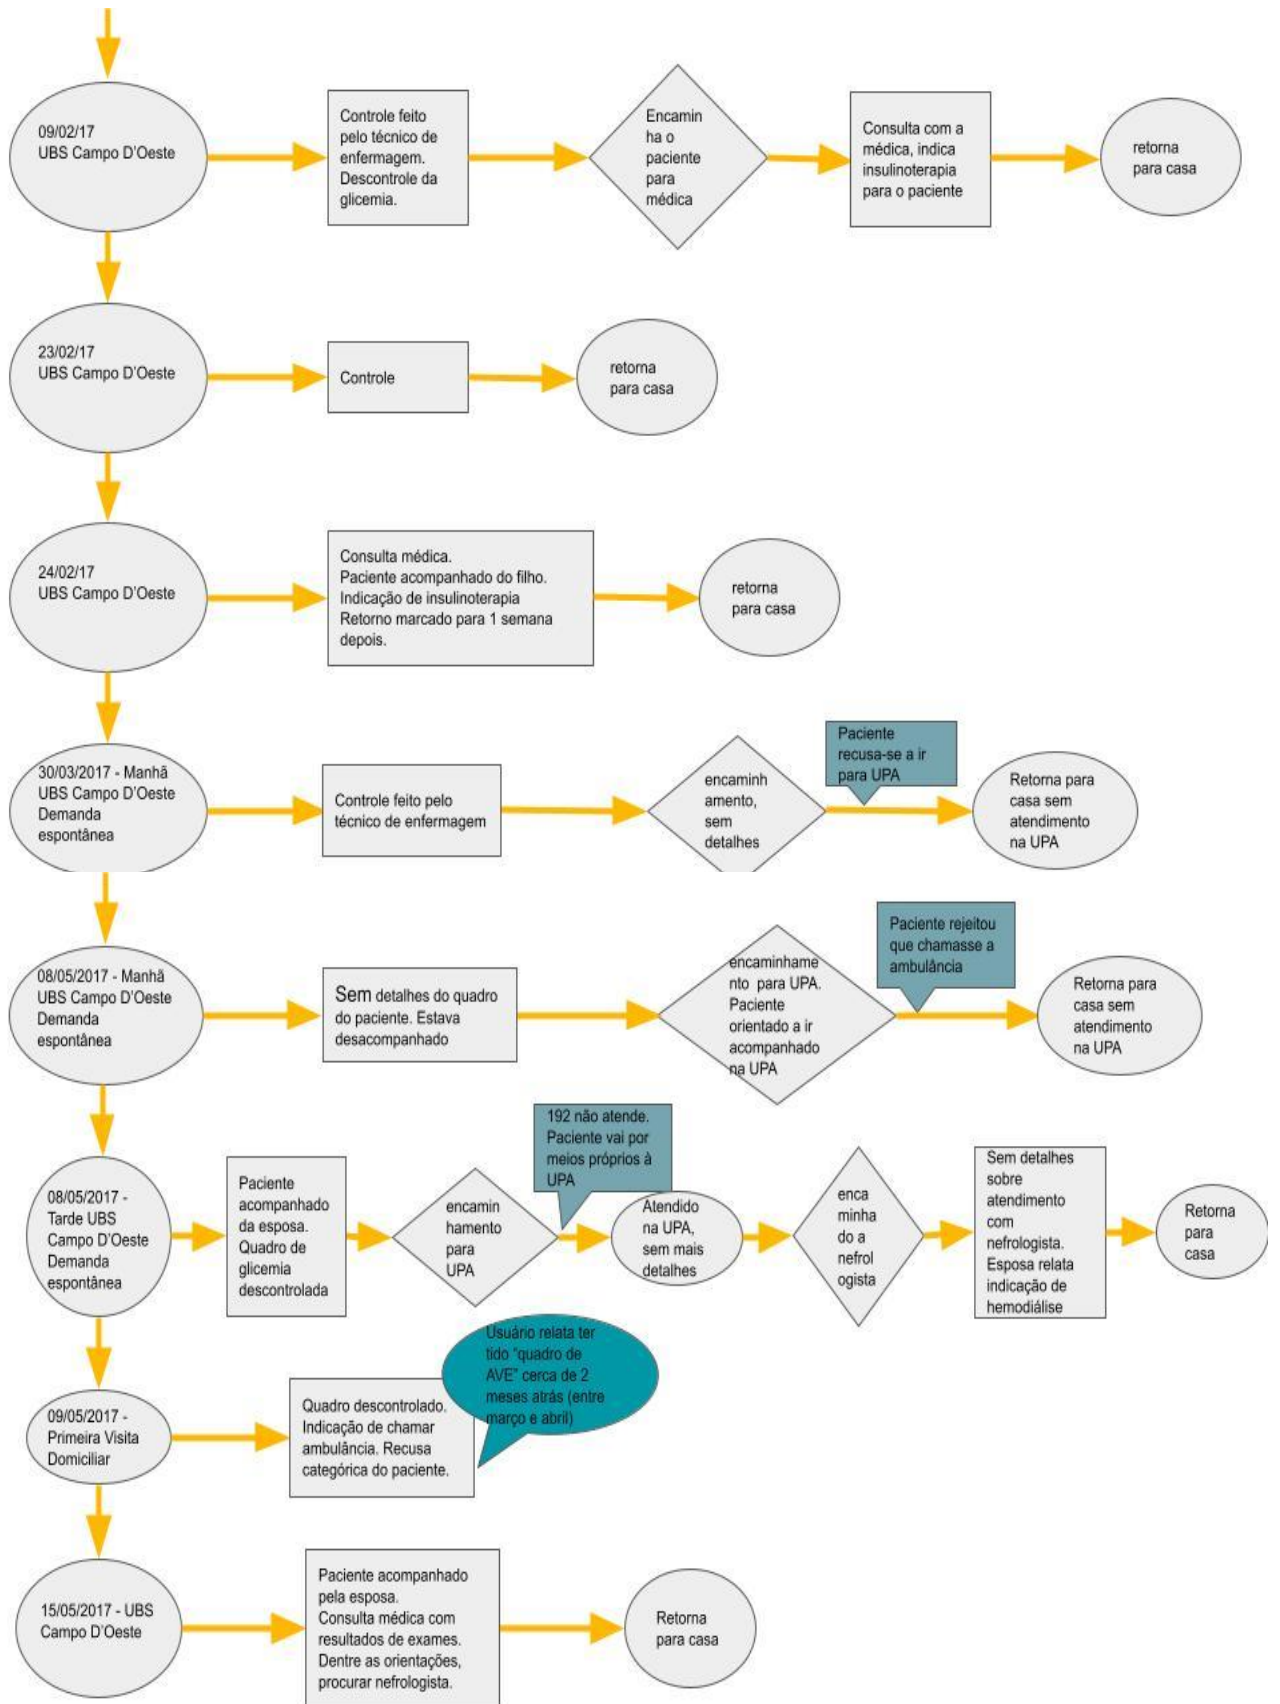 09/02/17
UBS Campo D'Oeste
Controle feito
pelo técnico de
enfermagem.
Descontrole da
glicemia.
Encamin
ha o
paciente
para
médica
Consulta com a
médica, indica
insulinoterapia
para o paciente
retorna
para casa
23/02/17
UBS Campo D'Oeste
Controle
retorna
para casa
24/02/17
UBS Campo D'Oeste
Consulta médica.
Paciente acompanhado do filho.
Indicação de insulinoterapia
Retorno marcado para 1 semana
depois.
retorna
para casa
30/03/2017 - Manhã
UBS Campo D'Oeste
Demanda
espontânea
Controle feito pelo
técnico de enfermagem
encaminh
amento,
sem
detalhes
Paciente
recusa-se a ir
para UPA
Retorna para
casa sem
atendimento
na UPA
08/05/2017 - Manhã
UBS Campo D'Oeste
Demanda
espontânea
Sem detalhes do quadro
do paciente. Estava
desacompanhado
encaminhame
nto para UPA.
Paciente
orientado a ir
acompanhado
na UPA
Paciente rejeitou
que chamasse a
ambulância
Retorna para
casa sem
atendimento
na UPA
08/05/2017 -
Tarde UBS
Campo D'Oeste
Demanda
espontânea
Paciente
acompanhado
da esposa.
Quadro de
glicemia
descontrolada
encamin
hamento
para
UPA
192 não atende.
Paciente vai por
meios próprios à
UPA
Atendido
na UPA,
sem mais
detalhes
enca
minha
do a
nefrol
ogista
Sem detalhes
sobre
atendimento
com
nefrologista.
Esposa relata
indicação de
hemodiálise
Retorna
para
casa
09/05/2017 -
Primeira Visita
Domiciliar
Quadro descontrolado.
Indicação de chamar
ambulância. Recusa
categórica do paciente.
Usuário relata ter
tido "quadro de
AVE" cerca de 2
meses atrás (entre
março e abril)
15/05/2017 - UBS
Campo D'Oeste
Paciente acompanhado
pela esposa.
Consulta médica com
resultados de exames.
Dentre as orientações,
procurar nefrologista.
Retorna
para casa